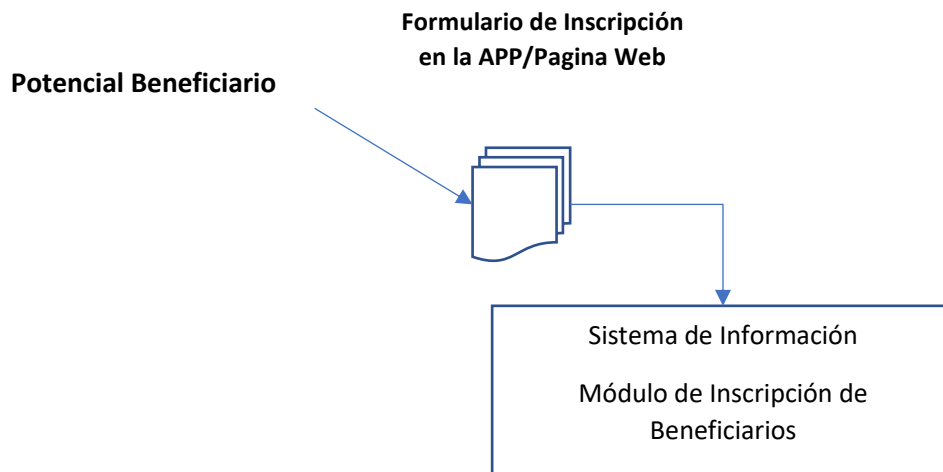 Formulario de Inscripción
en la APP/Pagina Web
Potencial Beneficiario
Sistema de Información
Módulo de Inscripción de
Beneficiarios